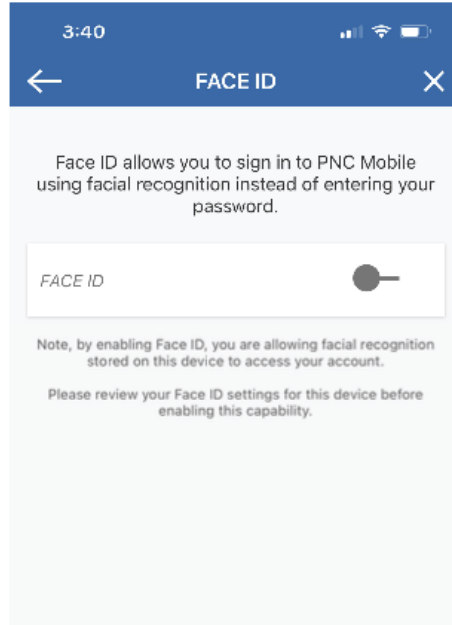 3:40
FACE ID
Face ID allows you to sign in to PNC Mobile
using facial recognition instead of entering your
password.
FACE ID
Note, by enabling Face ID, you are allowing facial recognition
stored on this device to access your account.
Please review your Face ID settings for this device before
enabling this capability.